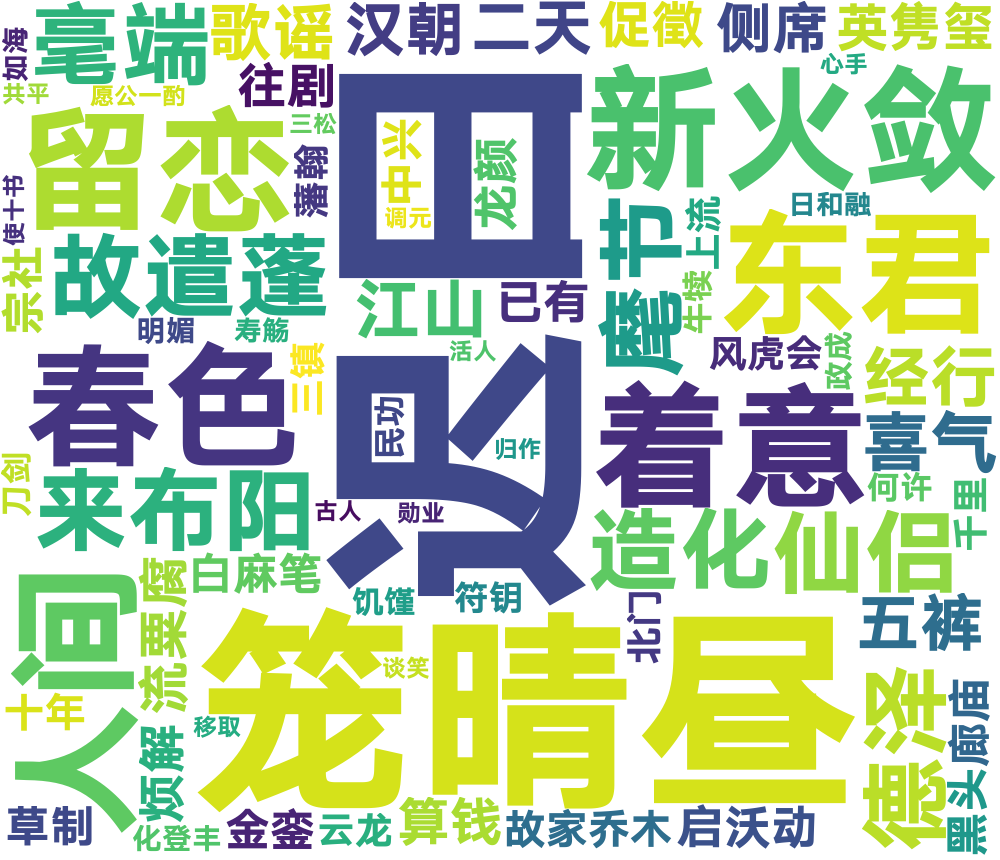 如海
毫端
歌谣
汉朝
二天
促徵
侧席
英隽玺
共平
愿公一酌
往剧
心手
留恋
三松
藩翰
中兴
调元
龙颜
新火敛
使十书
日和融
宗社
故遣蓬
识日
节麾
上流
牛犊
东君
江山
已有
明媚
寿觞
活人
风虎会
政成
春色
三镇
民功
归作
着意
经行
喜气
刀剑
来布阳
古人
勋业
何许
千里
人间
流粟腐
白麻笔
饥馑
符钥
造化
仙侣
北门
五裤
笼晴昼
谈笑
十年
烦解
移取
德泽
廊庙
黑头
草制
化登丰
金銮
云龙
算钱
故家乔木
启沃动